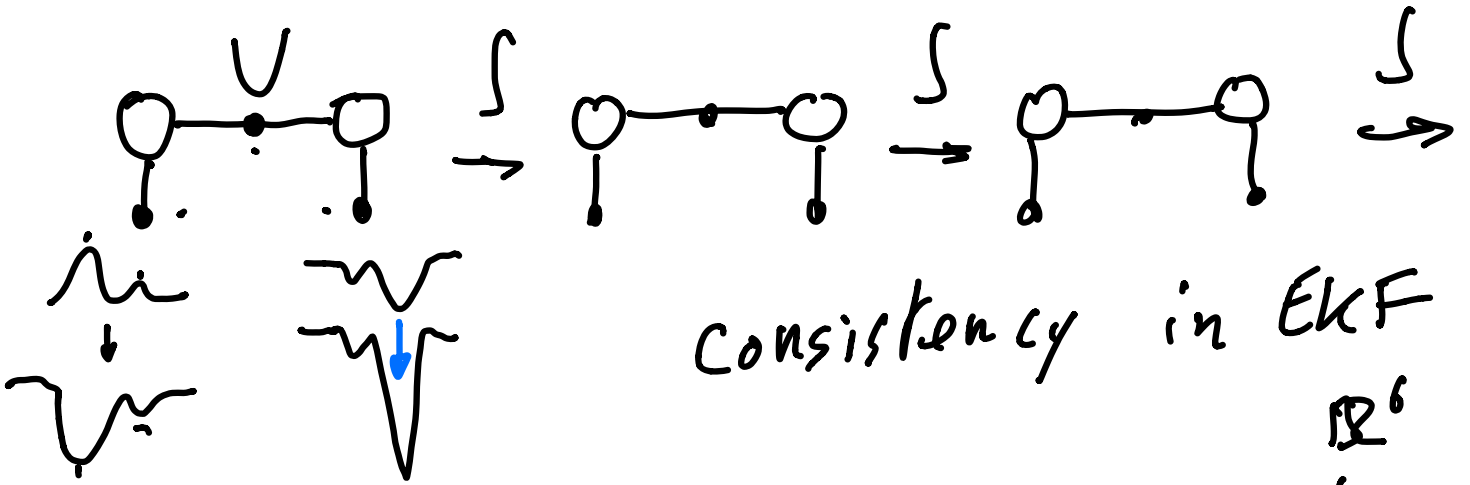 ∫ ∫ ∫
Consistency in EKF
ℝ⁶